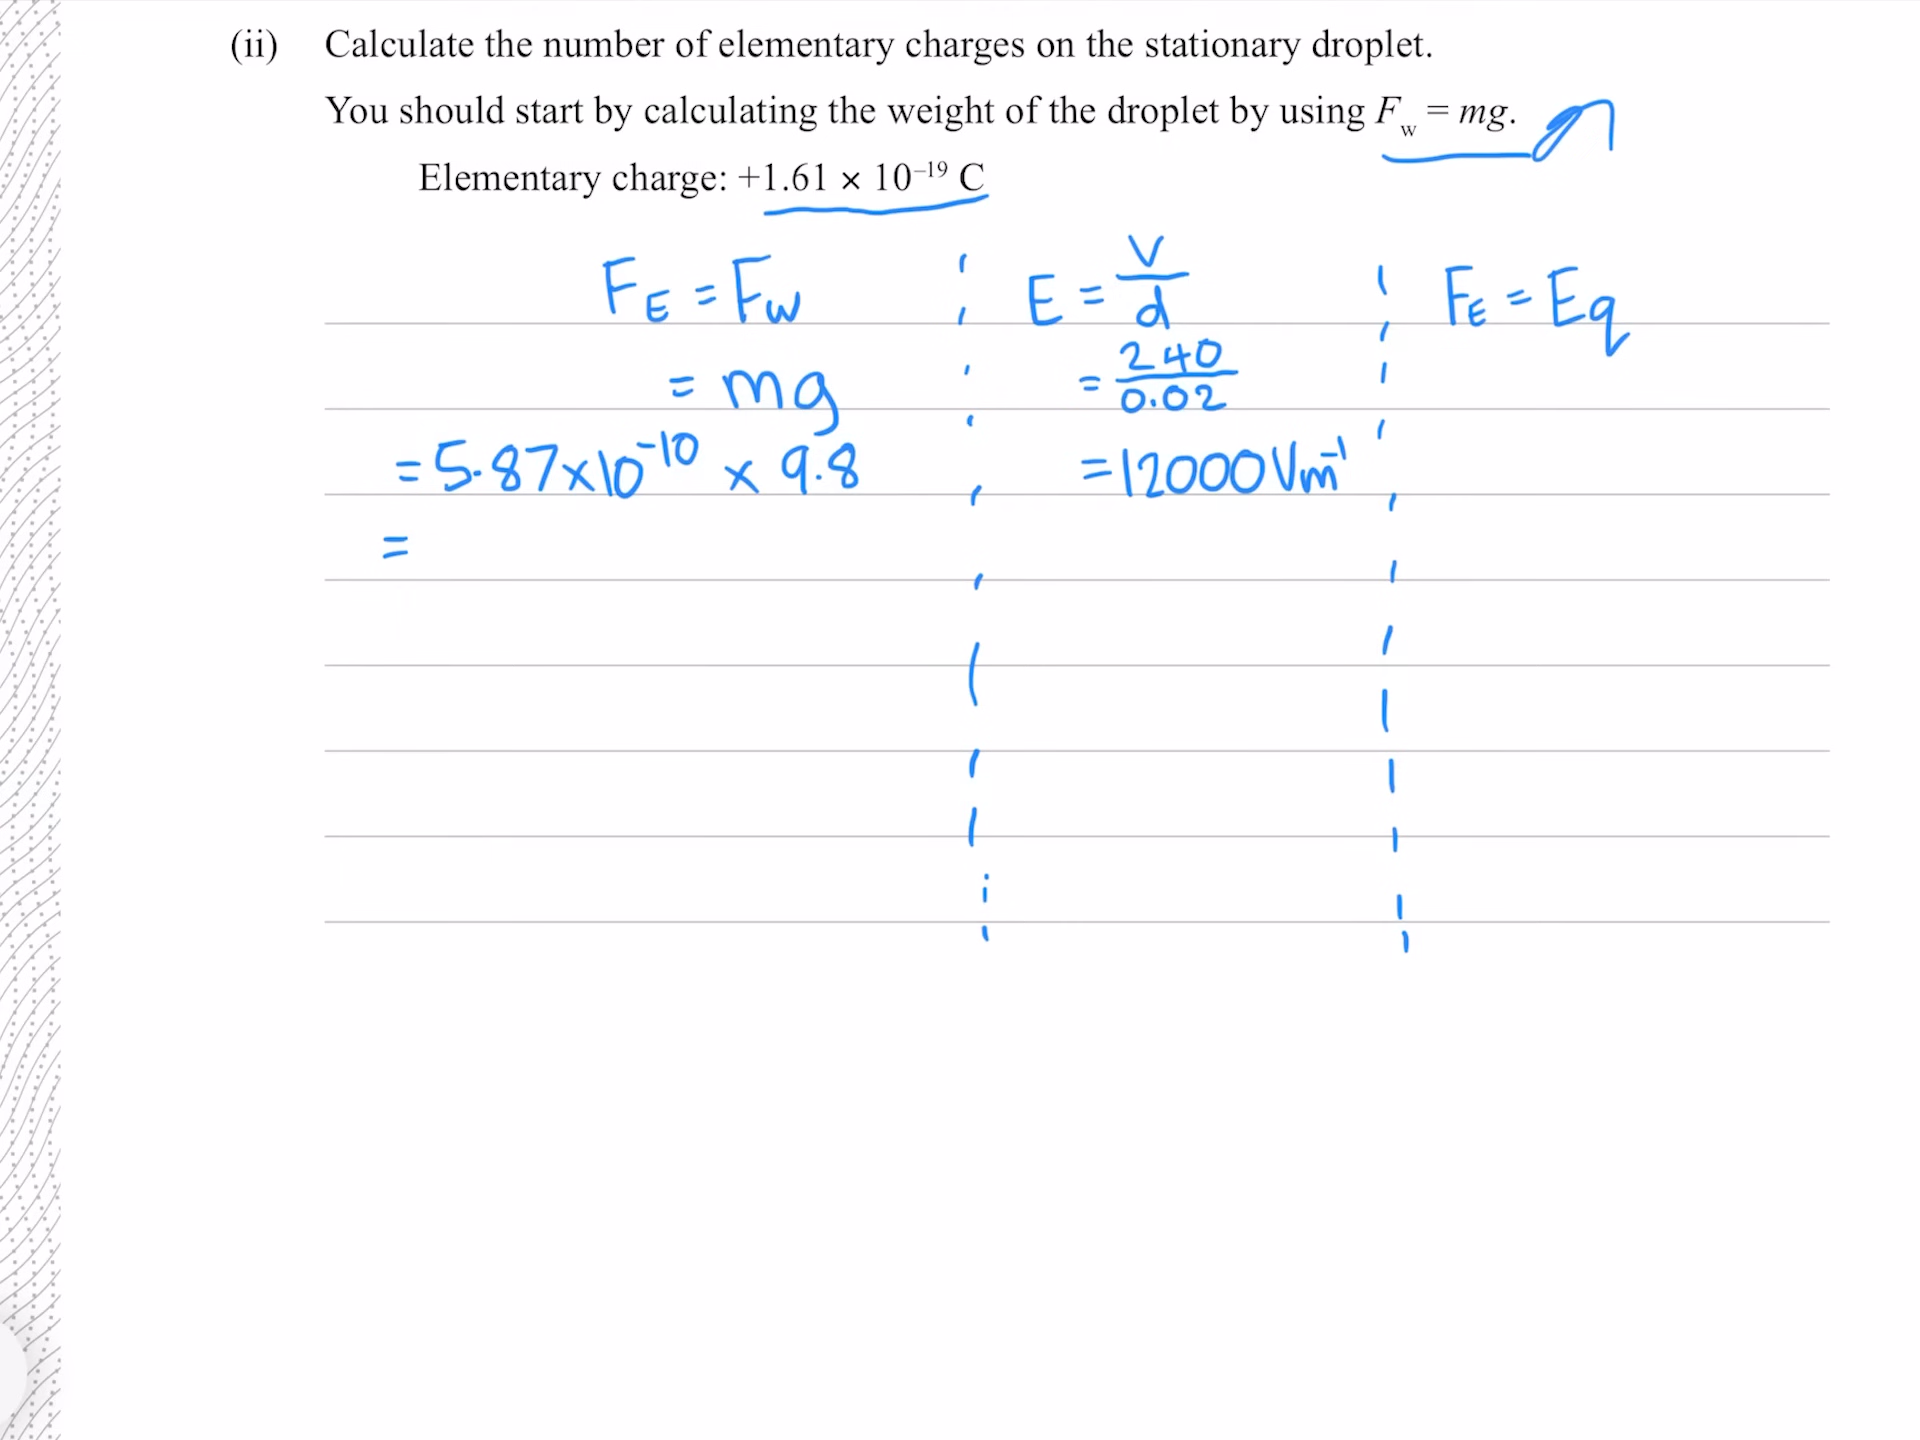 (ii) Calculate the number of elementary charges on the stationary droplet.
You should start by calculating the weight of the droplet by using F_w = mg.
Elementary charge: +1.61 × 10⁻¹⁹ C
F_E = F_w
= mg
= 5.87×10⁻¹⁰ × 9.8
=
E = V/d
= 240/0.02
= 12000 Vm⁻¹
F_E = Eq